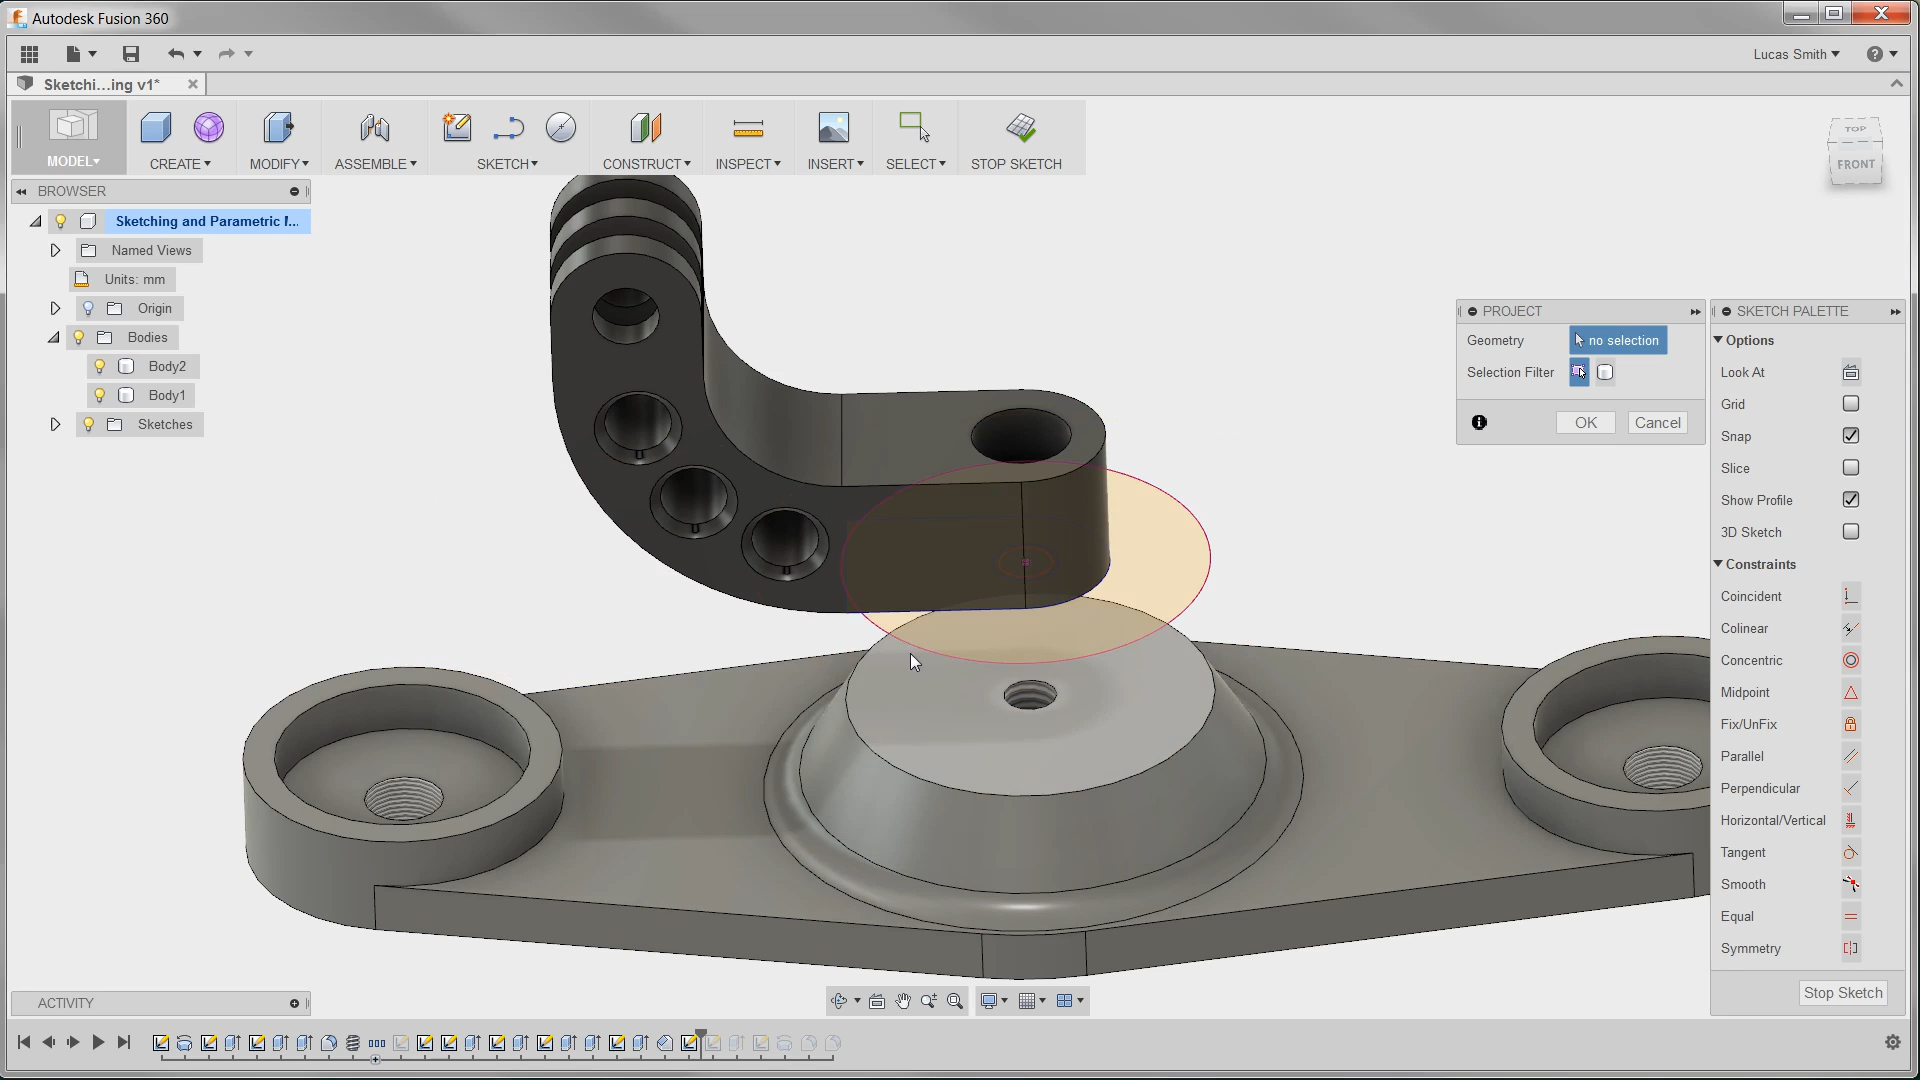 Autodesk Fusion 360
Lucas Smith
Sketchi...ing v1*
MODEL
CREATE
MODIFY
ASSEMBLE
SKETCH
CONSTRUCT
INSPECT
INSERT
SELECT
STOP SKETCH
TOP
FRONT
BROWSER
Sketching and Parametric M...
Named Views
Units: mm
Origin
Bodies
Body2
Body1
Sketches
PROJECT
Geometry
no selection
Selection Filter
OK
Cancel
SKETCH PALETTE
Options
Look At
Grid
Snap
Slice
Show Profile
3D Sketch
Constraints
Coincident
Colinear
Concentric
Midpoint
Fix/UnFix
Parallel
Perpendicular
Horizontal/Vertical
Tangent
Smooth
Equal
Symmetry
Stop Sketch
ACTIVITY